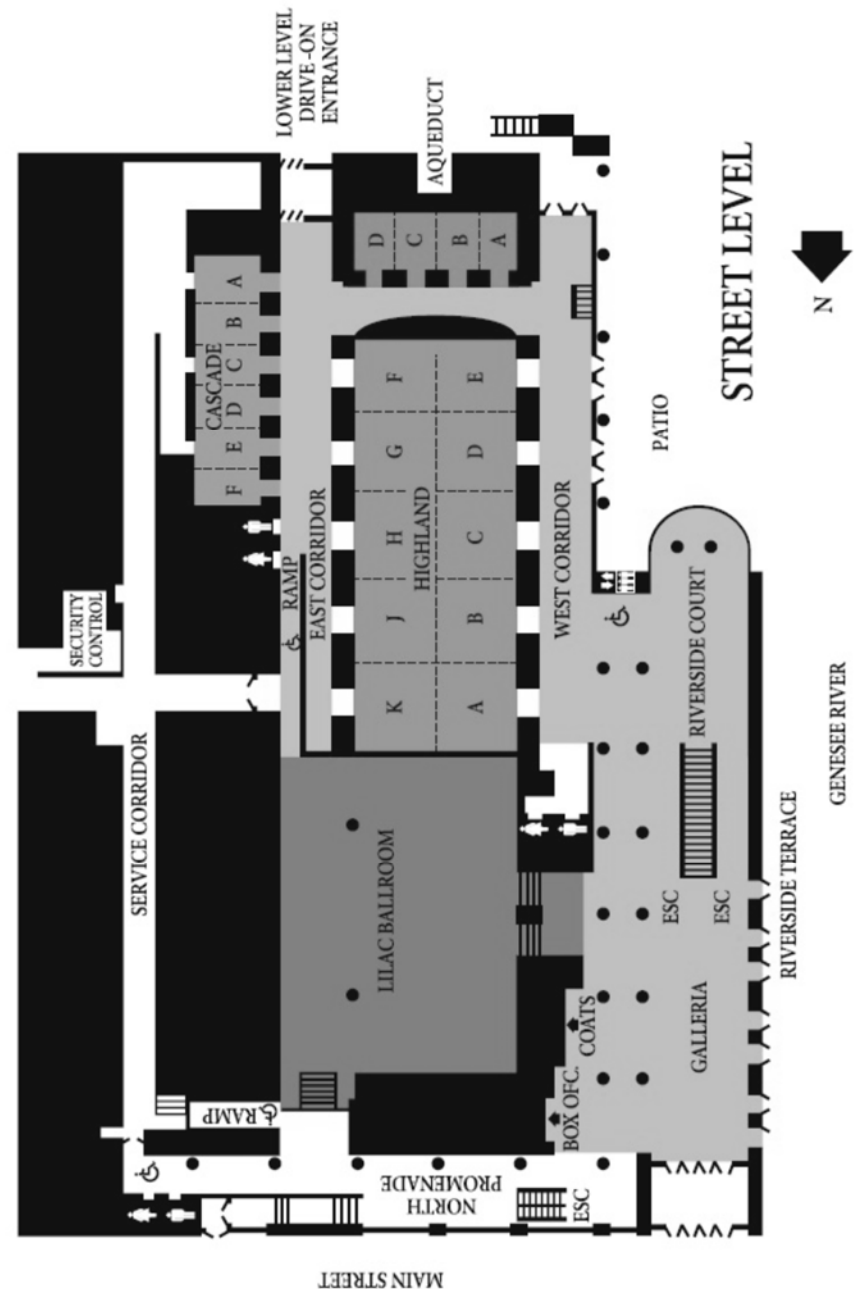 STREET LEVEL
N
LOWER LEVEL
DRIVE -ON
ENTRANCE
AQUEDUCT
D
C
B
A
CASCADE
F
E
D
C
B
A
SECURITY
CONTROL
SERVICE CORRIDOR
RAMP
EAST CORRIDOR
HIGHLAND
K
J
H
G
F
A
B
C
D
E
WEST CORRIDOR
PATIO
LILAC BALLROOM
RIVERSIDE COURT
ESC
ESC
GALLERIA
COATS
BOX OFC.
RAMP
NORTH
PROMENADE
ESC
MAIN STREET
RIVERSIDE TERRACE
GENESEE RIVER